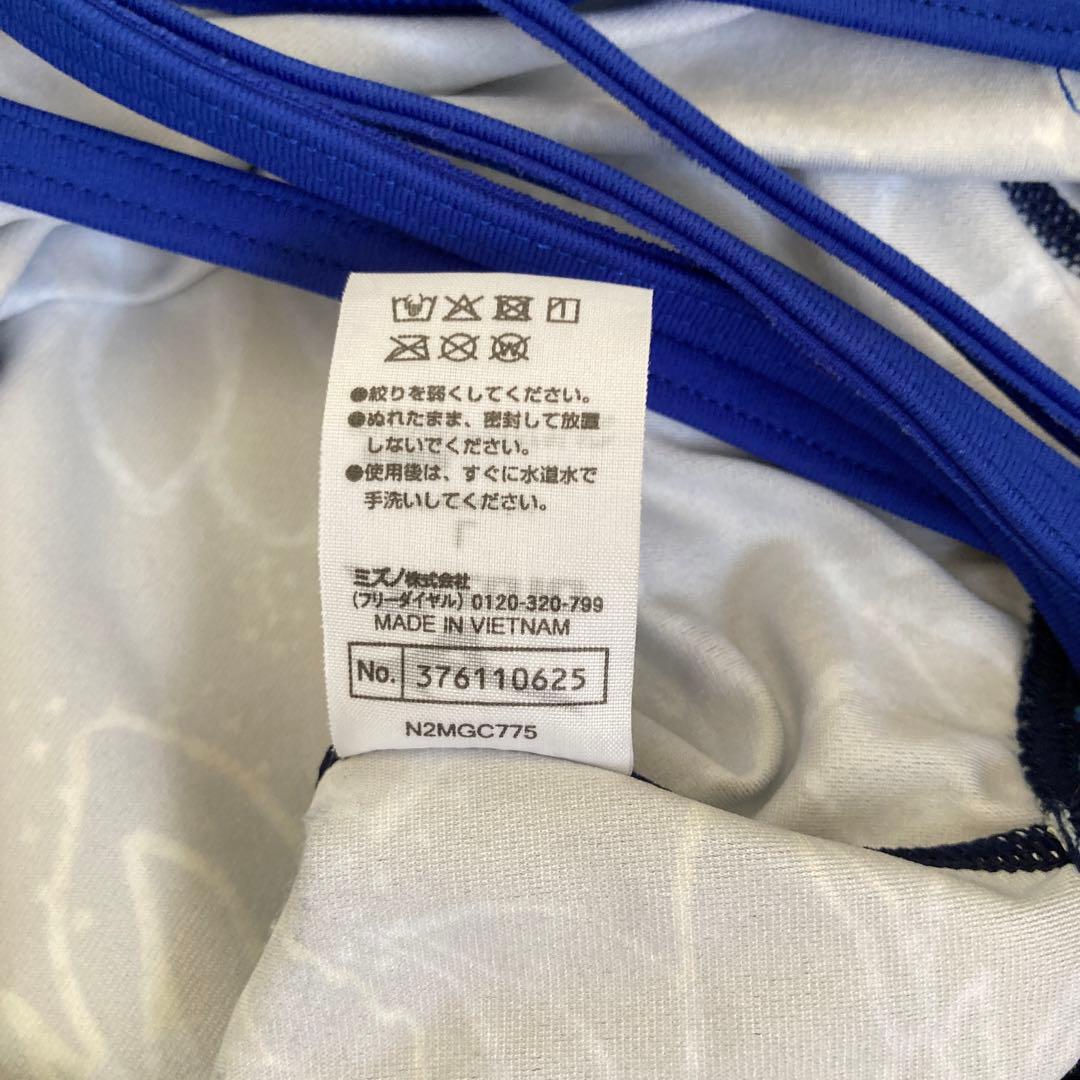 ●絞りを弱くしてください。
●ぬれたまま、密封して放置
しないでください。
●使用後は、すぐに水道水で
手洗いしてください。
ミズノ株式会社
(フリーダイヤル) 0120-320-799
MADE IN VIETNAM
No. 376110625
N2MGC775